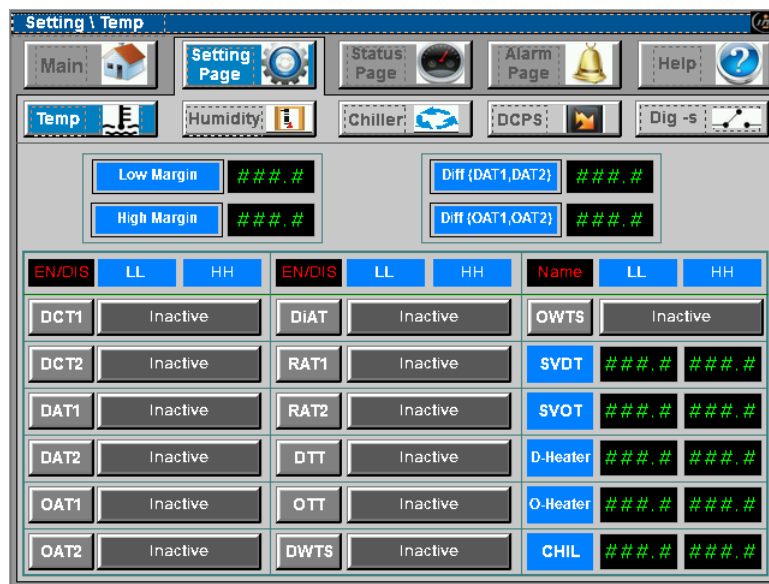 Setting \ Temp
Main Setting Page Status Page Alarm Page Help
Temp Humidity Chiller DCPS Dig -s
Low Margin ###.# Diff {DAT1,DAT2} ###.#
High Margin ###.# Diff {OAT1,OAT2} ###.#
EN/DIS LL HH EN/DIS LL HH Name LL HH
DCT1 Inactive DiAT Inactive OWTS Inactive
DCT2 Inactive RAT1 Inactive SVDT ###.# ###.#
DAT1 Inactive RAT2 Inactive SVOT ###.# ###.#
DAT2 Inactive DTT Inactive D-Heater ###.# ###.#
OAT1 Inactive OTT Inactive O-Heater ###.# ###.#
OAT2 Inactive DWTS Inactive CHIL ###.# ###.#